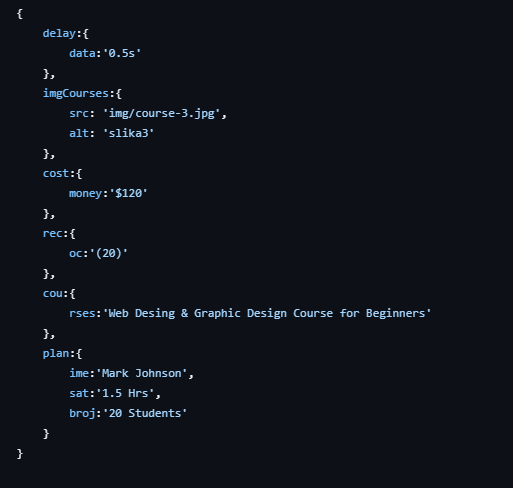 {
    delay:{
        data:'0.5s'
    },
    imgCourses:{
        src: 'img/course-3.jpg',
        alt: 'slika3'
    },
    cost:{
        money:'$120'
    },
    rec:{
        oc:'(20)'
    },
    cou:{
        rses:'Web Desing & Graphic Design Course for Beginners'
    },
    plan:{
        ime:'Mark Johnson',
        sat:'1.5 Hrs',
        broj:'20 Students'
    }
}